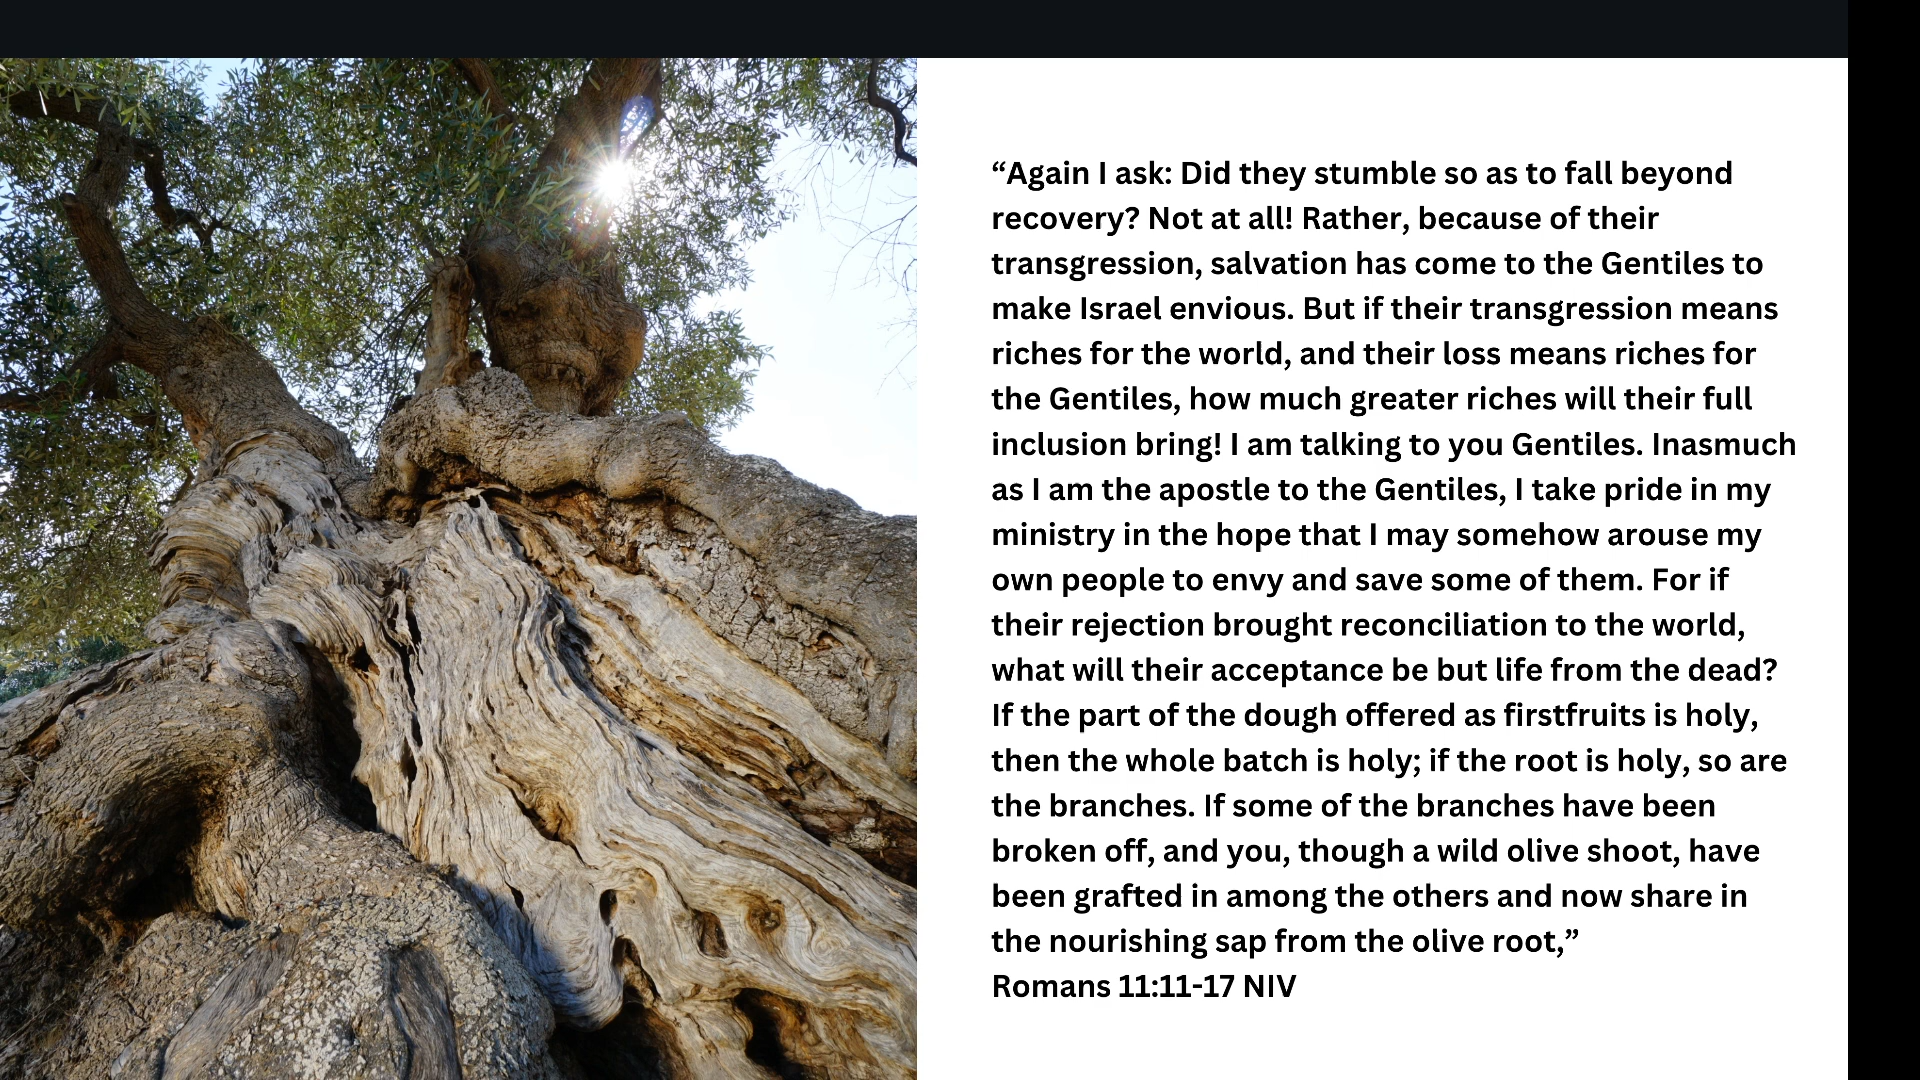 “Again I ask: Did they stumble so as to fall beyond
recovery? Not at all! Rather, because of their
transgression, salvation has come to the Gentiles to
make Israel envious. But if their transgression means
riches for the world, and their loss means riches for
the Gentiles, how much greater riches will their full
inclusion bring! I am talking to you Gentiles. Inasmuch
as I am the apostle to the Gentiles, I take pride in my
ministry in the hope that I may somehow arouse my
own people to envy and save some of them. For if
their rejection brought reconciliation to the world,
what will their acceptance be but life from the dead?
If the part of the dough offered as firstfruits is holy,
then the whole batch is holy; if the root is holy, so are
the branches. If some of the branches have been
broken off, and you, though a wild olive shoot, have
been grafted in among the others and now share in
the nourishing sap from the olive root,”
Romans 11:11-17 NIV